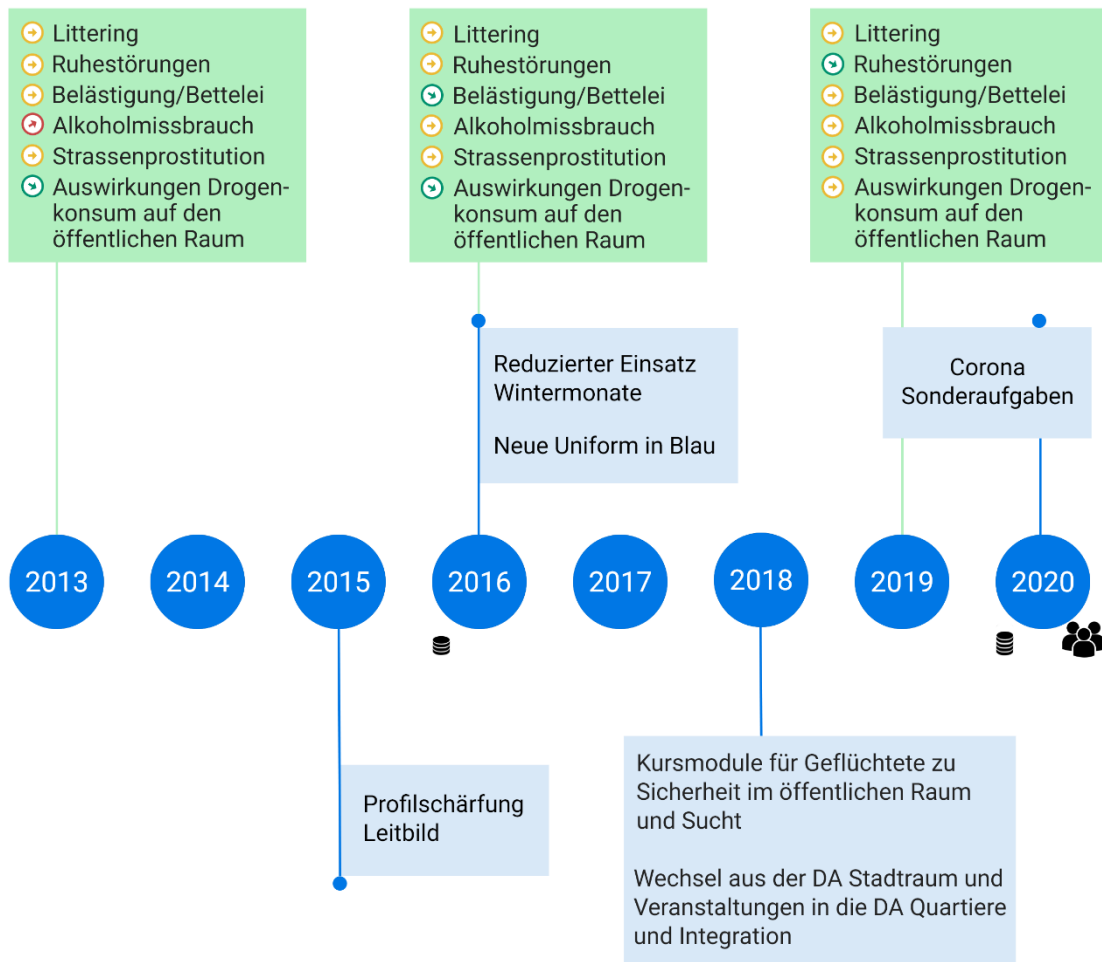 Littering
Ruhestörungen
Belästigung/Bettelei
Alkoholmissbrauch
Strassenprostitution
Auswirkungen Drogen-
konsum auf den
öffentlichen Raum
Littering
Ruhestörungen
Belästigung/Bettelei
Alkoholmissbrauch
Strassenprostitution
Auswirkungen Drogen-
konsum auf den
öffentlichen Raum
Littering
Ruhestörungen
Belästigung/Bettelei
Alkoholmissbrauch
Strassenprostitution
Auswirkungen Drogen-
konsum auf den
öffentlichen Raum
Reduzierter Einsatz
Wintermonate
Neue Uniform in Blau
Corona
Sonderaufgaben
2013
2014
2015
2016
2017
2018
2019
2020
Profilschärfung
Leitbild
Kursmodule für Geflüchtete zu
Sicherheit im öffentlichen Raum
und Sucht
Wechsel aus der DA Stadtraum und
Veranstaltungen in die DA Quartiere
und Integration